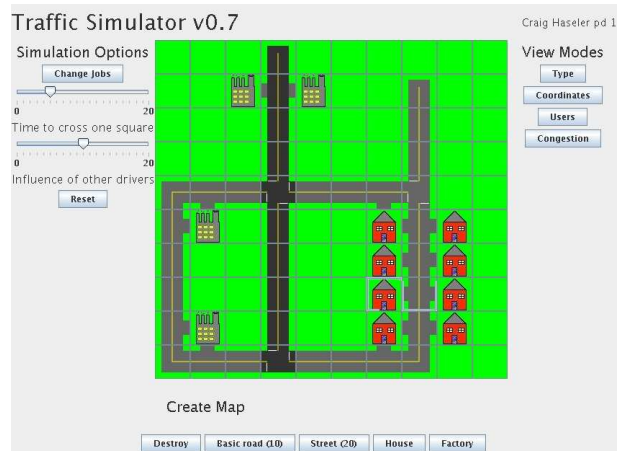 Traffic Simulator v0.7
Craig Haseler pd 1
Simulation Options
Change Jobs
0 20
Time to cross one square
0 20
Influence of other drivers
Reset
View Modes
Type
Coordinates
Users
Congestion
Create Map
Destroy Basic road (10) Street (20) House Factory